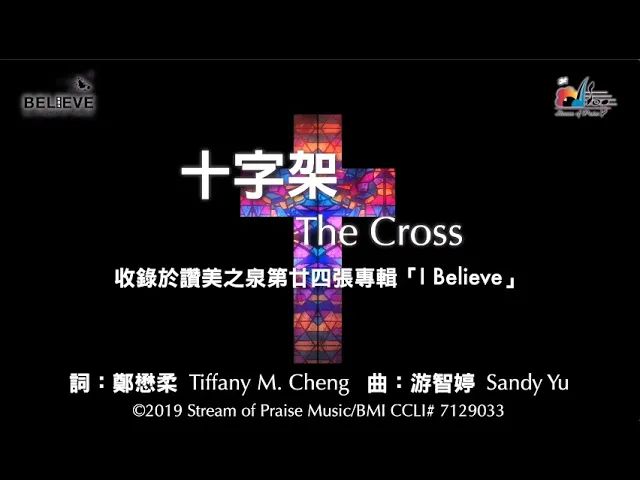 BELIEVE
Stream of Praise
十字架
The Cross
收錄於讚美之泉第廿四張專輯「I Believe」
詞：鄭懋柔 Tiffany M. Cheng 曲：游智婷 Sandy Yu
©2019 Stream of Praise Music/BMI CCLI# 7129033